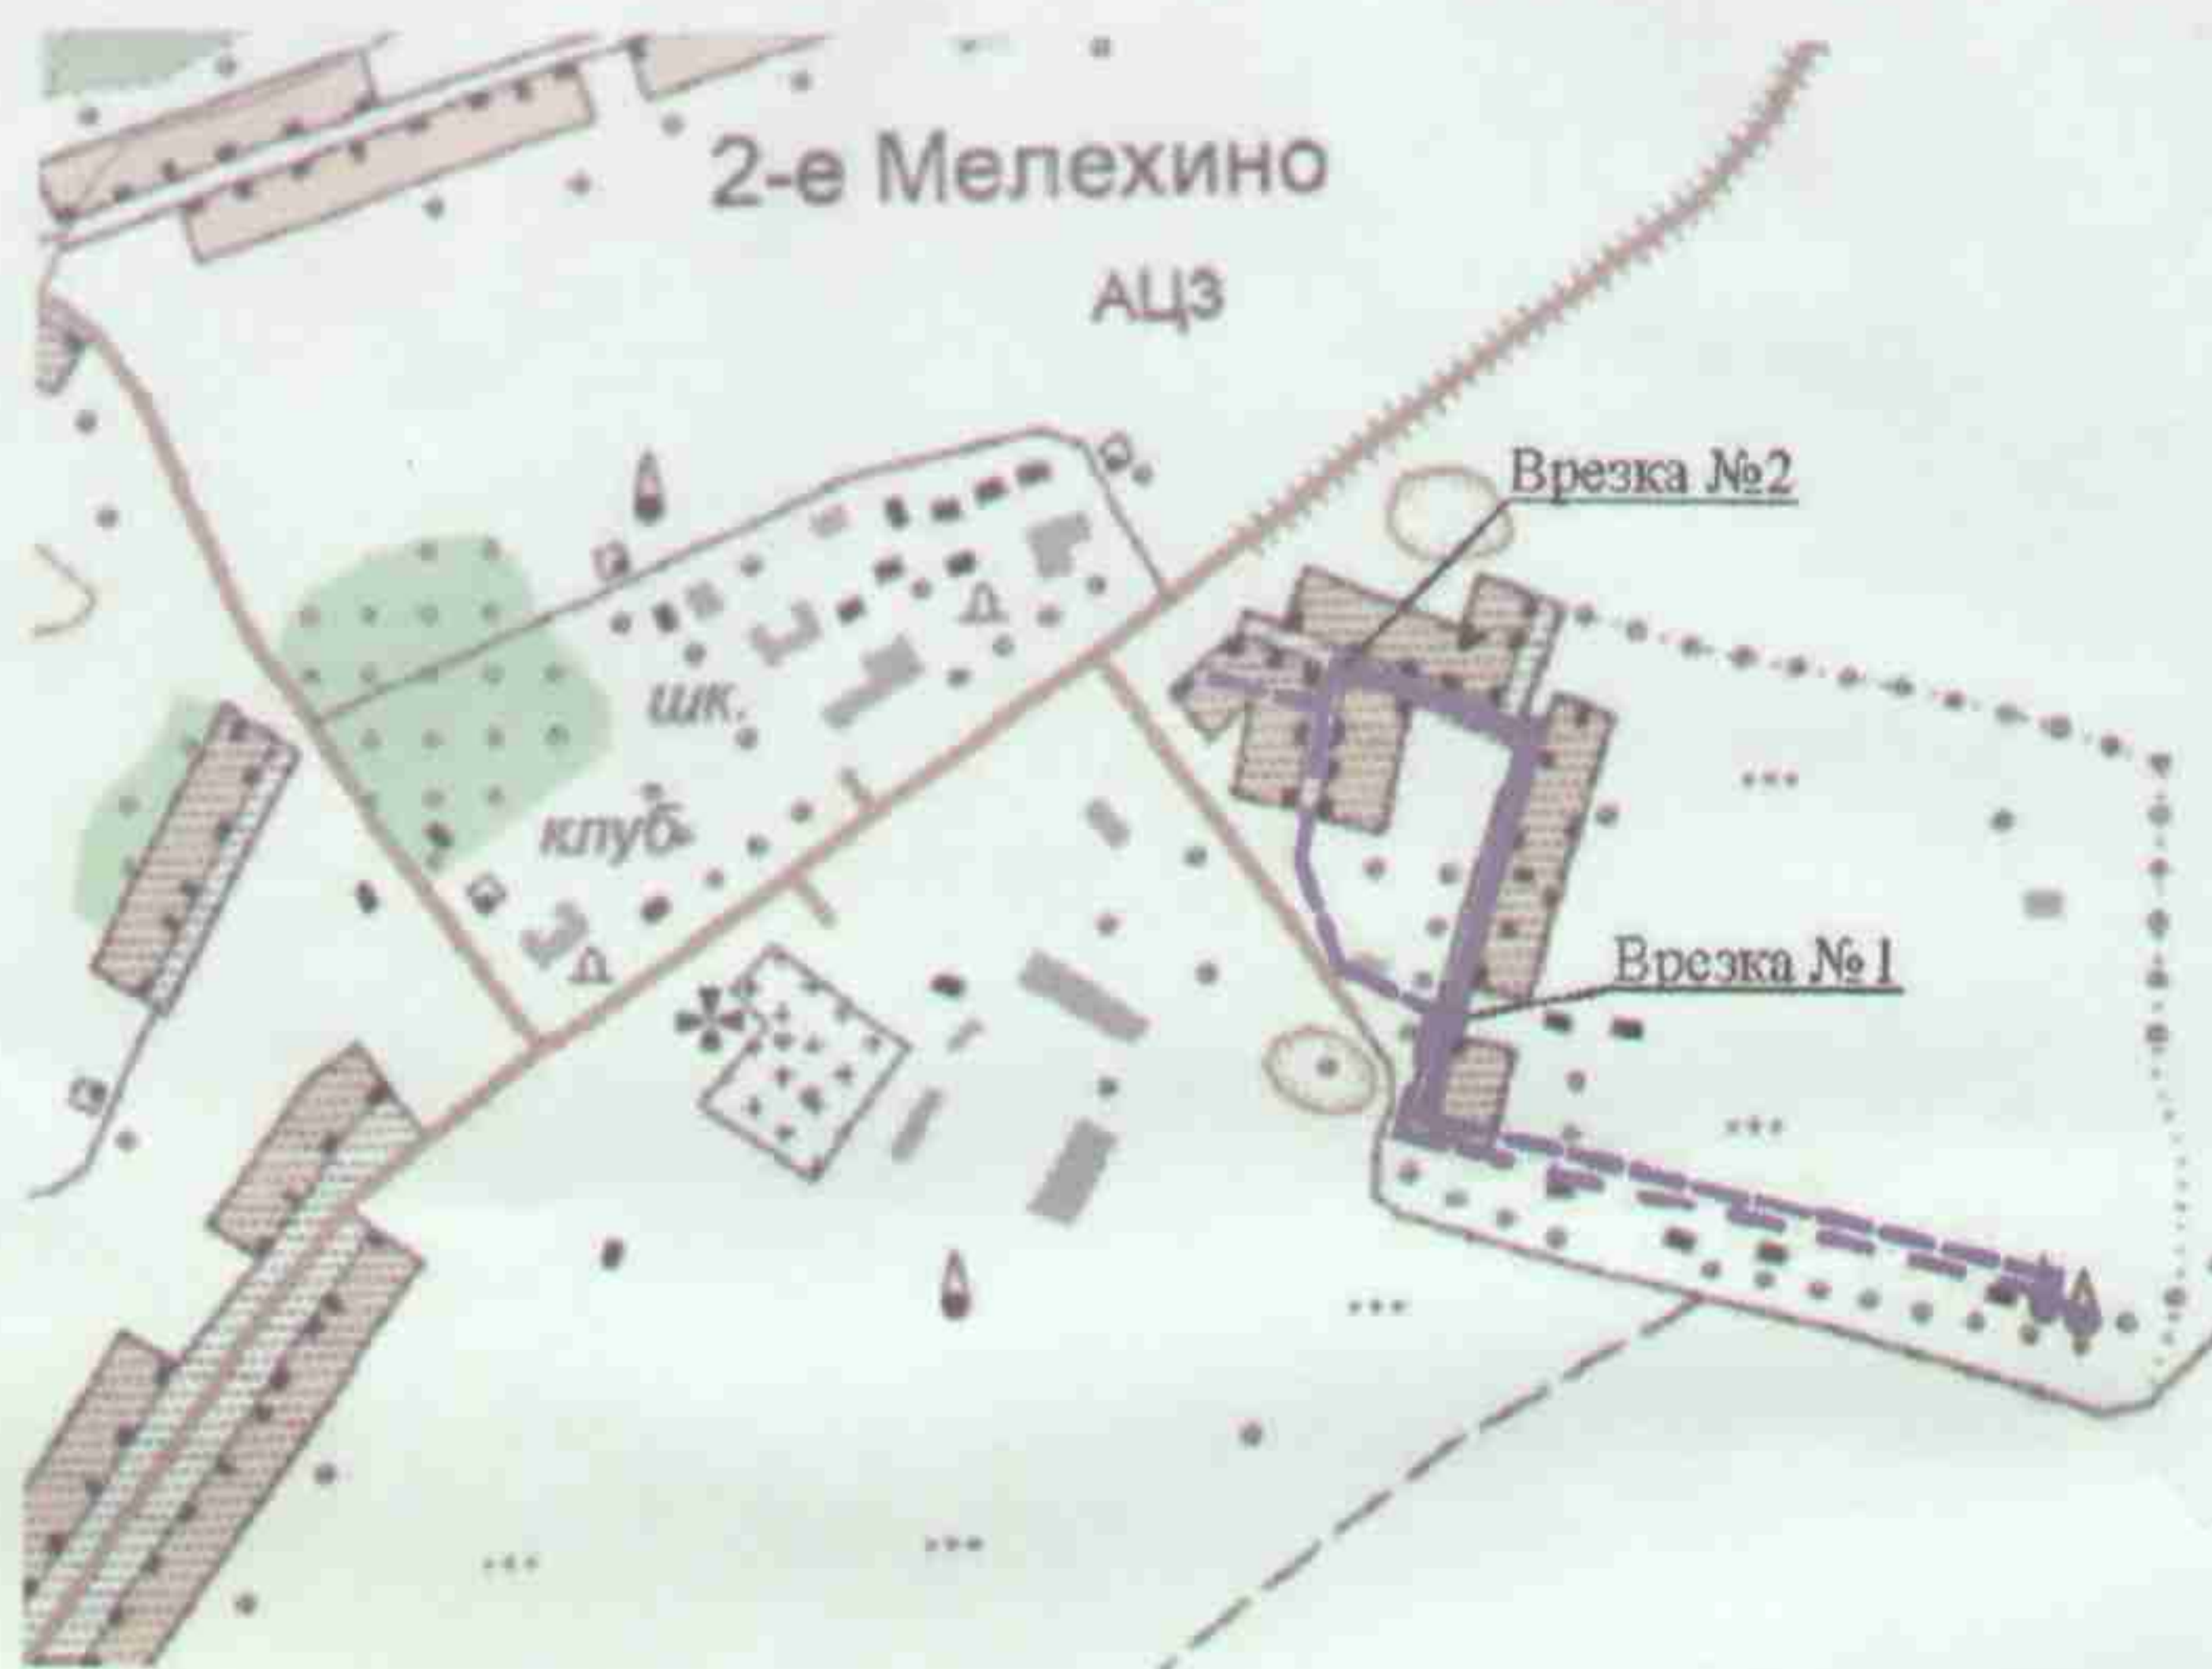 2-е Мелехино
АЦЗ
Врезка №2
шк.
клуб
Врезка №1